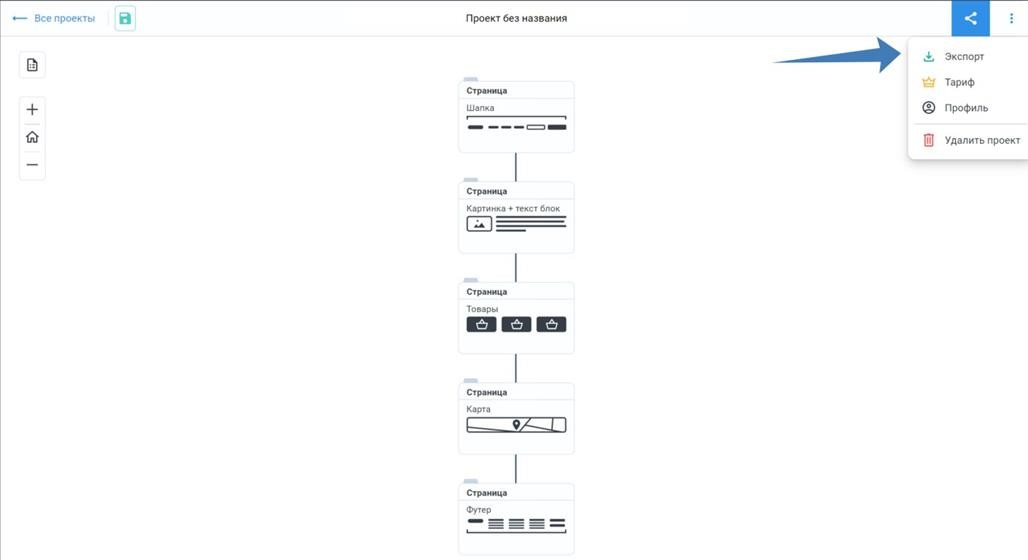 Все проекты
Проект без названия
Экспорт
Тариф
Профиль
Удалить проект
Страница
Шапка
Страница
Картинка + текст блок
Страница
Товары
Страница
Карта
Страница
Футер